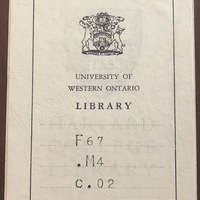 UNIVERSITY OF
WESTERN ONTARIO
LIBRARY
F67
.M4
c.02